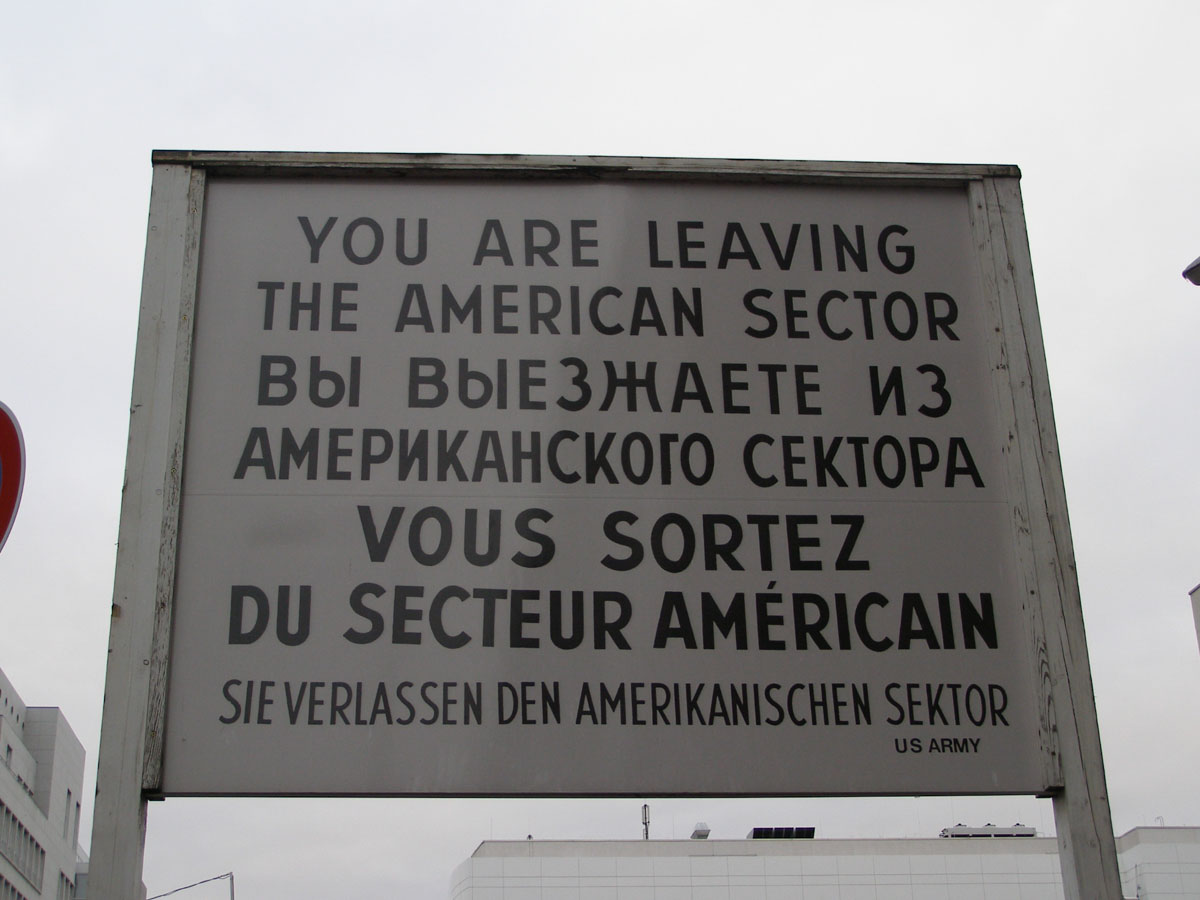 YOU ARE LEAVING
THE AMERICAN SECTOR
ВЫ ВЫЕЗЖАЕТЕ ИЗ
АМЕРИКАНСКОГО СЕКТОРА
VOUS SORTEZ
DU SECTEUR AMÉRICAIN
SIE VERLASSEN DEN AMERIKANISCHEN SEKTOR
US ARMY